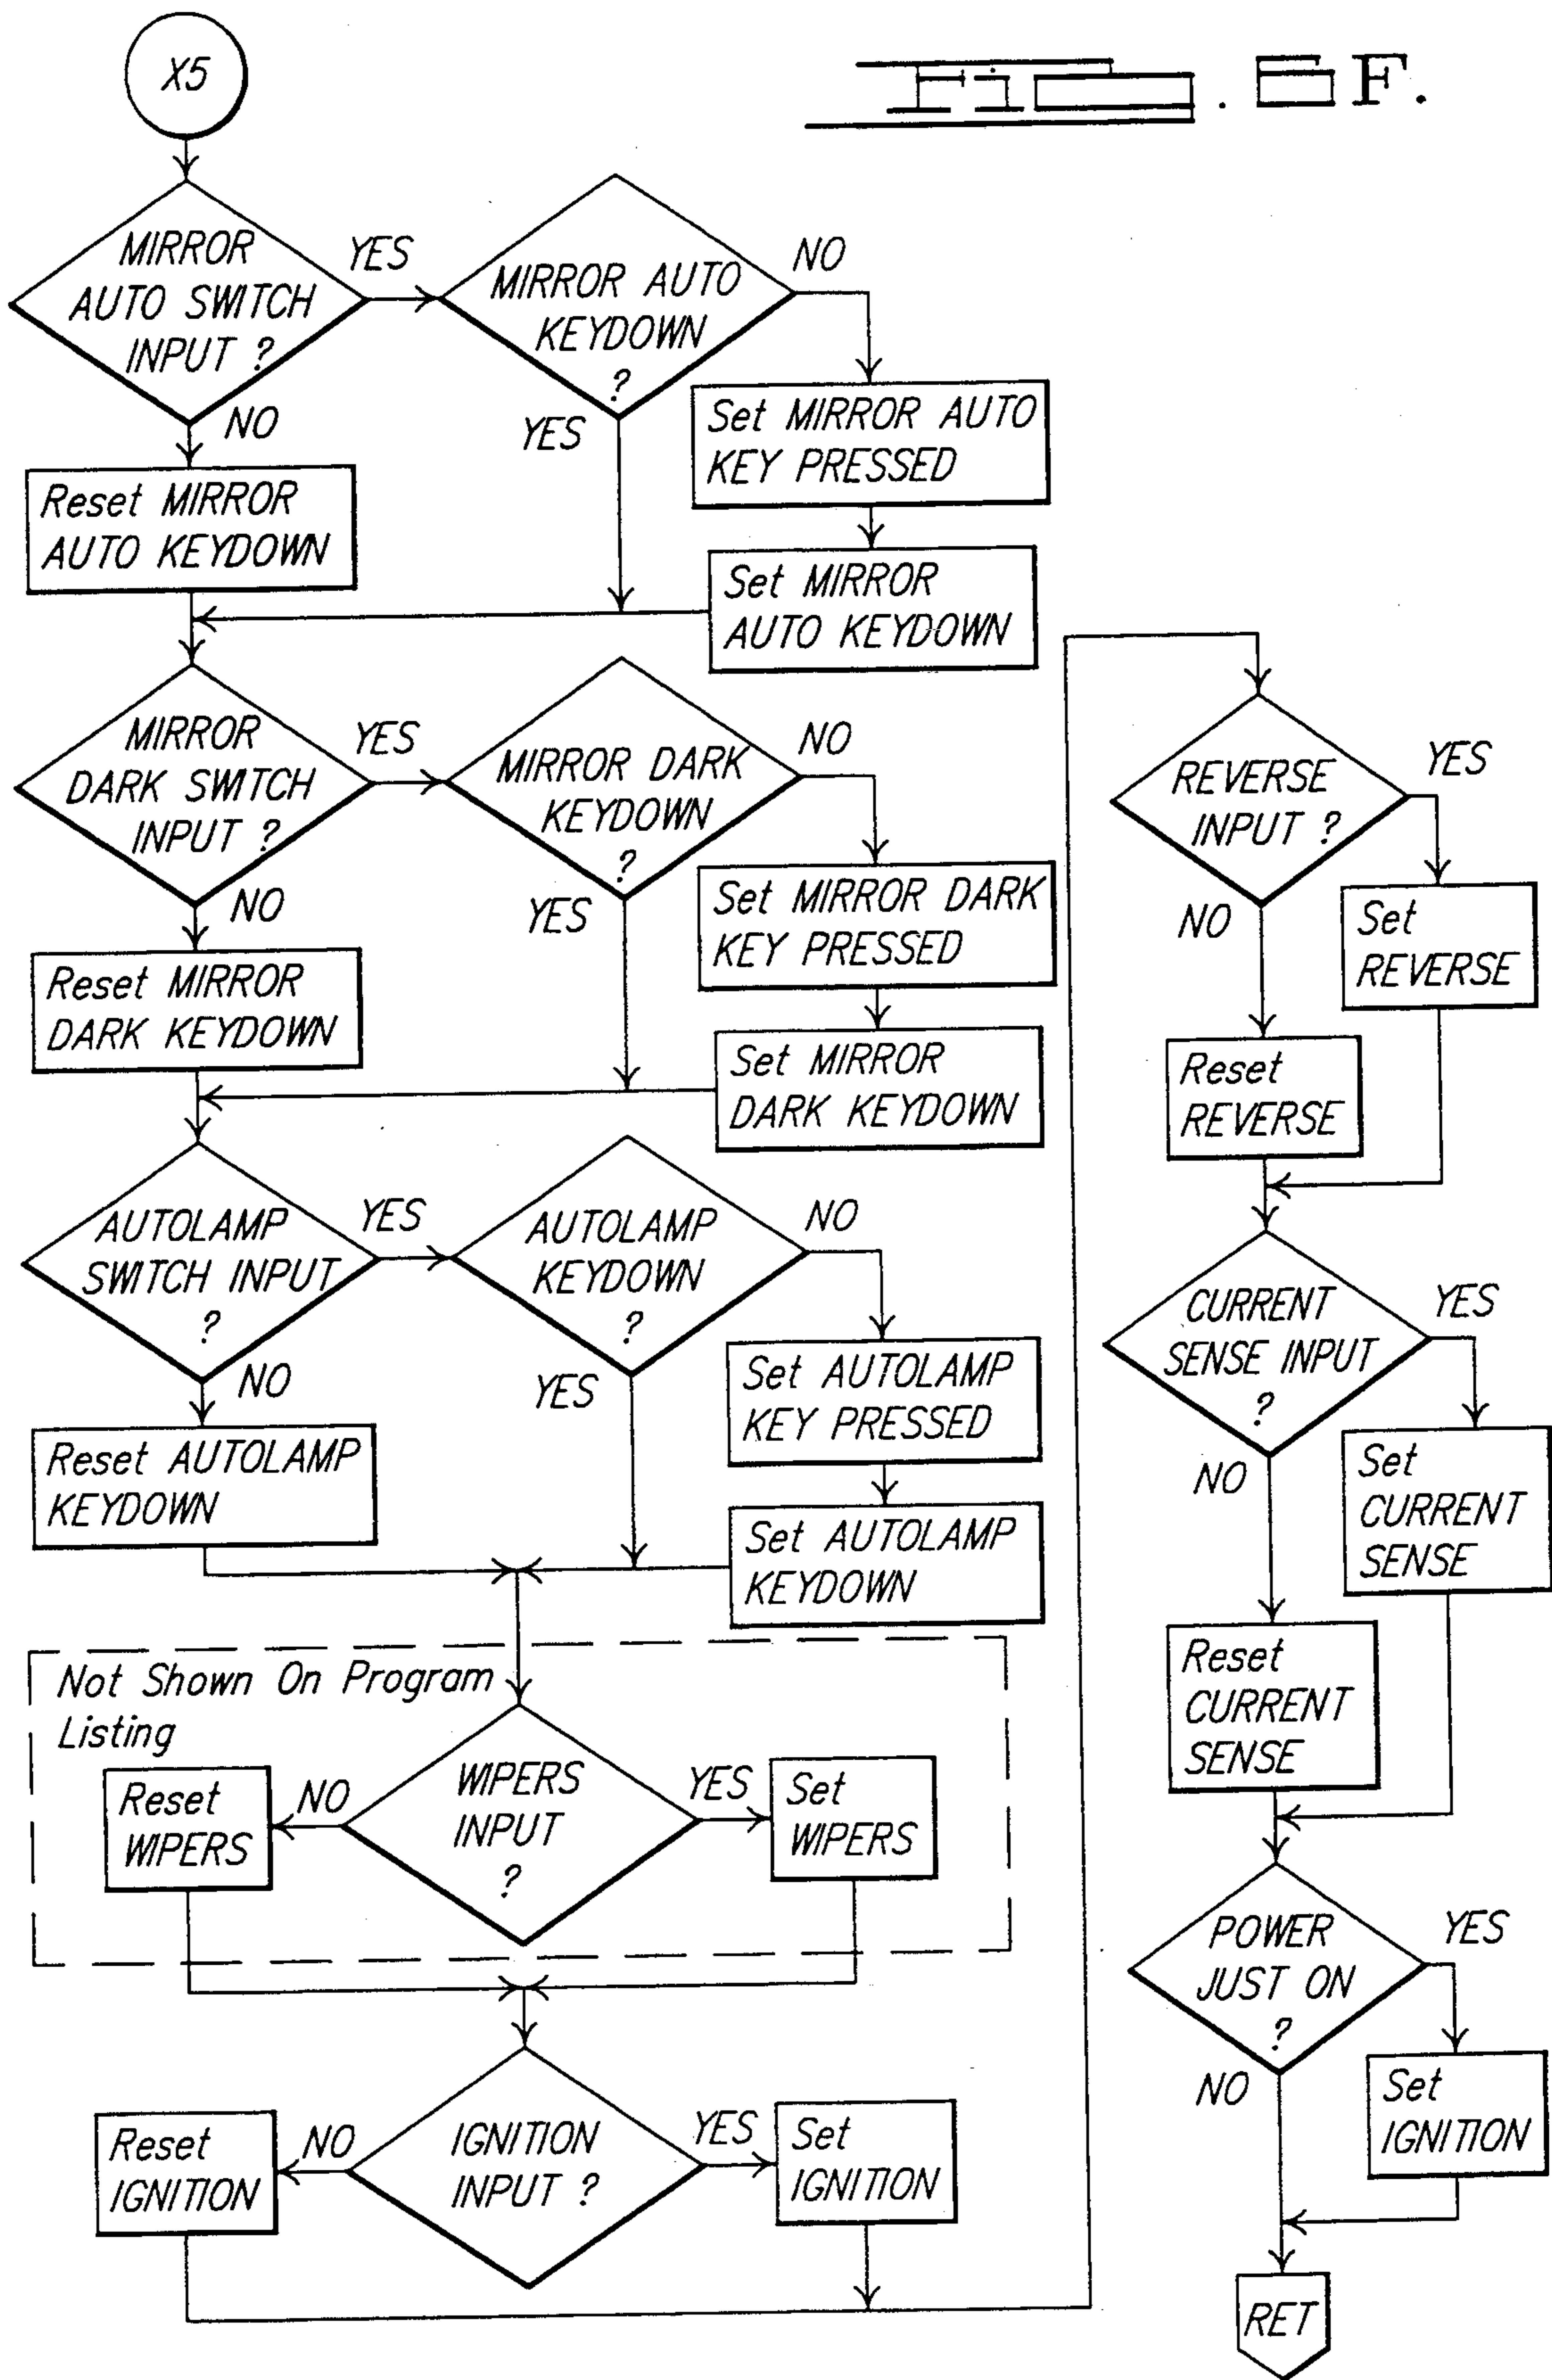 X5
Fig. 6F.
MIRROR
AUTO SWITCH
INPUT ?
YES
NO
MIRROR AUTO
KEYDOWN
?
NO
YES
Set MIRROR AUTO
KEY PRESSED
Reset MIRROR
AUTO KEYDOWN
Set MIRROR
AUTO KEYDOWN
MIRROR
DARK SWITCH
INPUT ?
YES
NO
MIRROR DARK
KEYDOWN
?
NO
YES
Set MIRROR DARK
KEY PRESSED
Reset MIRROR
DARK KEYDOWN
Set MIRROR
DARK KEYDOWN
AUTOLAMP
SWITCH INPUT
?
YES
NO
AUTOLAMP
KEYDOWN
?
NO
YES
Set AUTOLAMP
KEY PRESSED
Reset AUTOLAMP
KEYDOWN
Set AUTOLAMP
KEYDOWN
Not Shown On Program
Listing
Reset
WIPERS
NO
WIPERS
INPUT
?
YES
Set
WIPERS
Reset
IGNITION
NO
IGNITION
INPUT ?
YES
Set
IGNITION
REVERSE
INPUT ?
YES
NO
Set
REVERSE
Reset
REVERSE
CURRENT
SENSE INPUT
?
YES
NO
Set
CURRENT
SENSE
Reset
CURRENT
SENSE
POWER
JUST ON
?
YES
NO
Set
IGNITION
RET